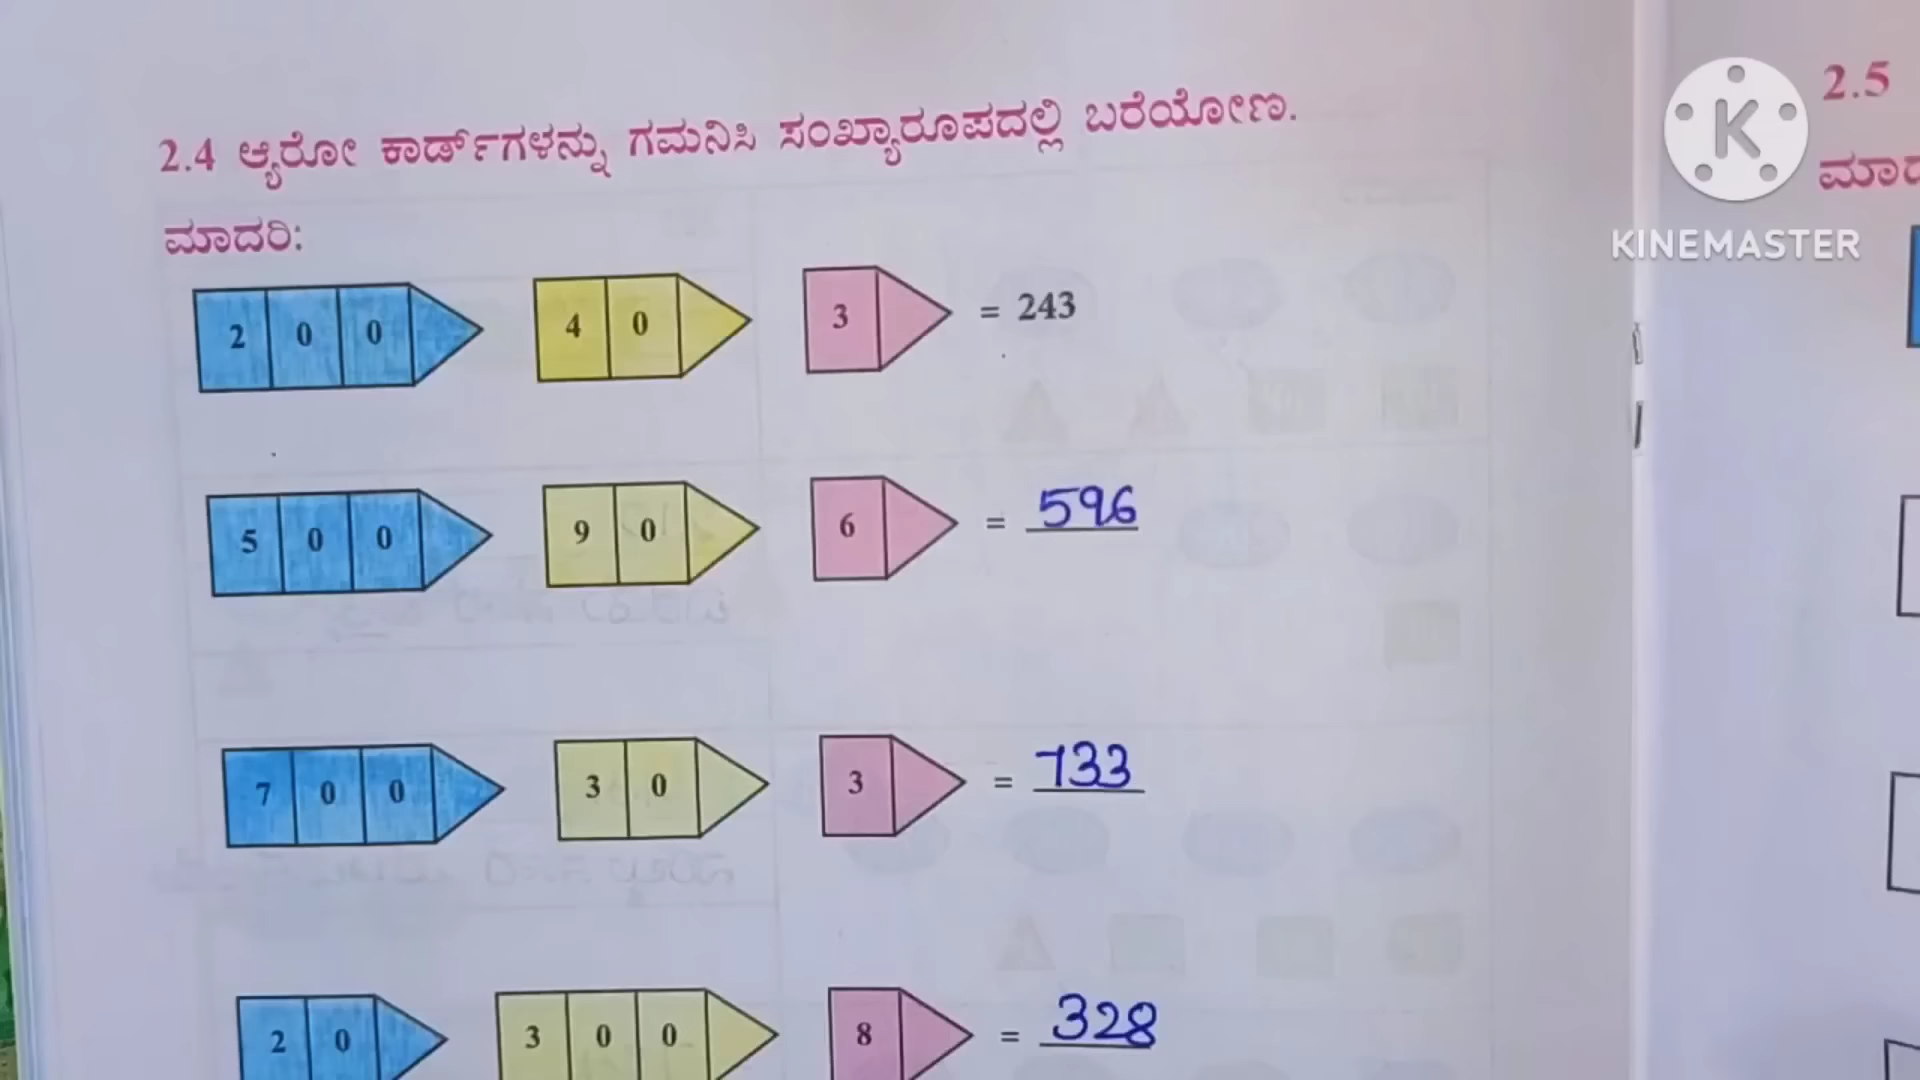 2.4 ಆ್ಯರೋ ಕಾರ್ಡ್‌ಗಳನ್ನು ಗಮನಿಸಿ ಸಂಖ್ಯಾರೂಪದಲ್ಲಿ ಬರೆಯೋಣ.
ಮಾದರಿ:
2 0 0 4 0 3 = 243
5 0 0 9 0 6 = 596
7 0 0 3 0 3 = 733
2 0 3 0 0 8 = 328
2.5
K
KINEMASTER